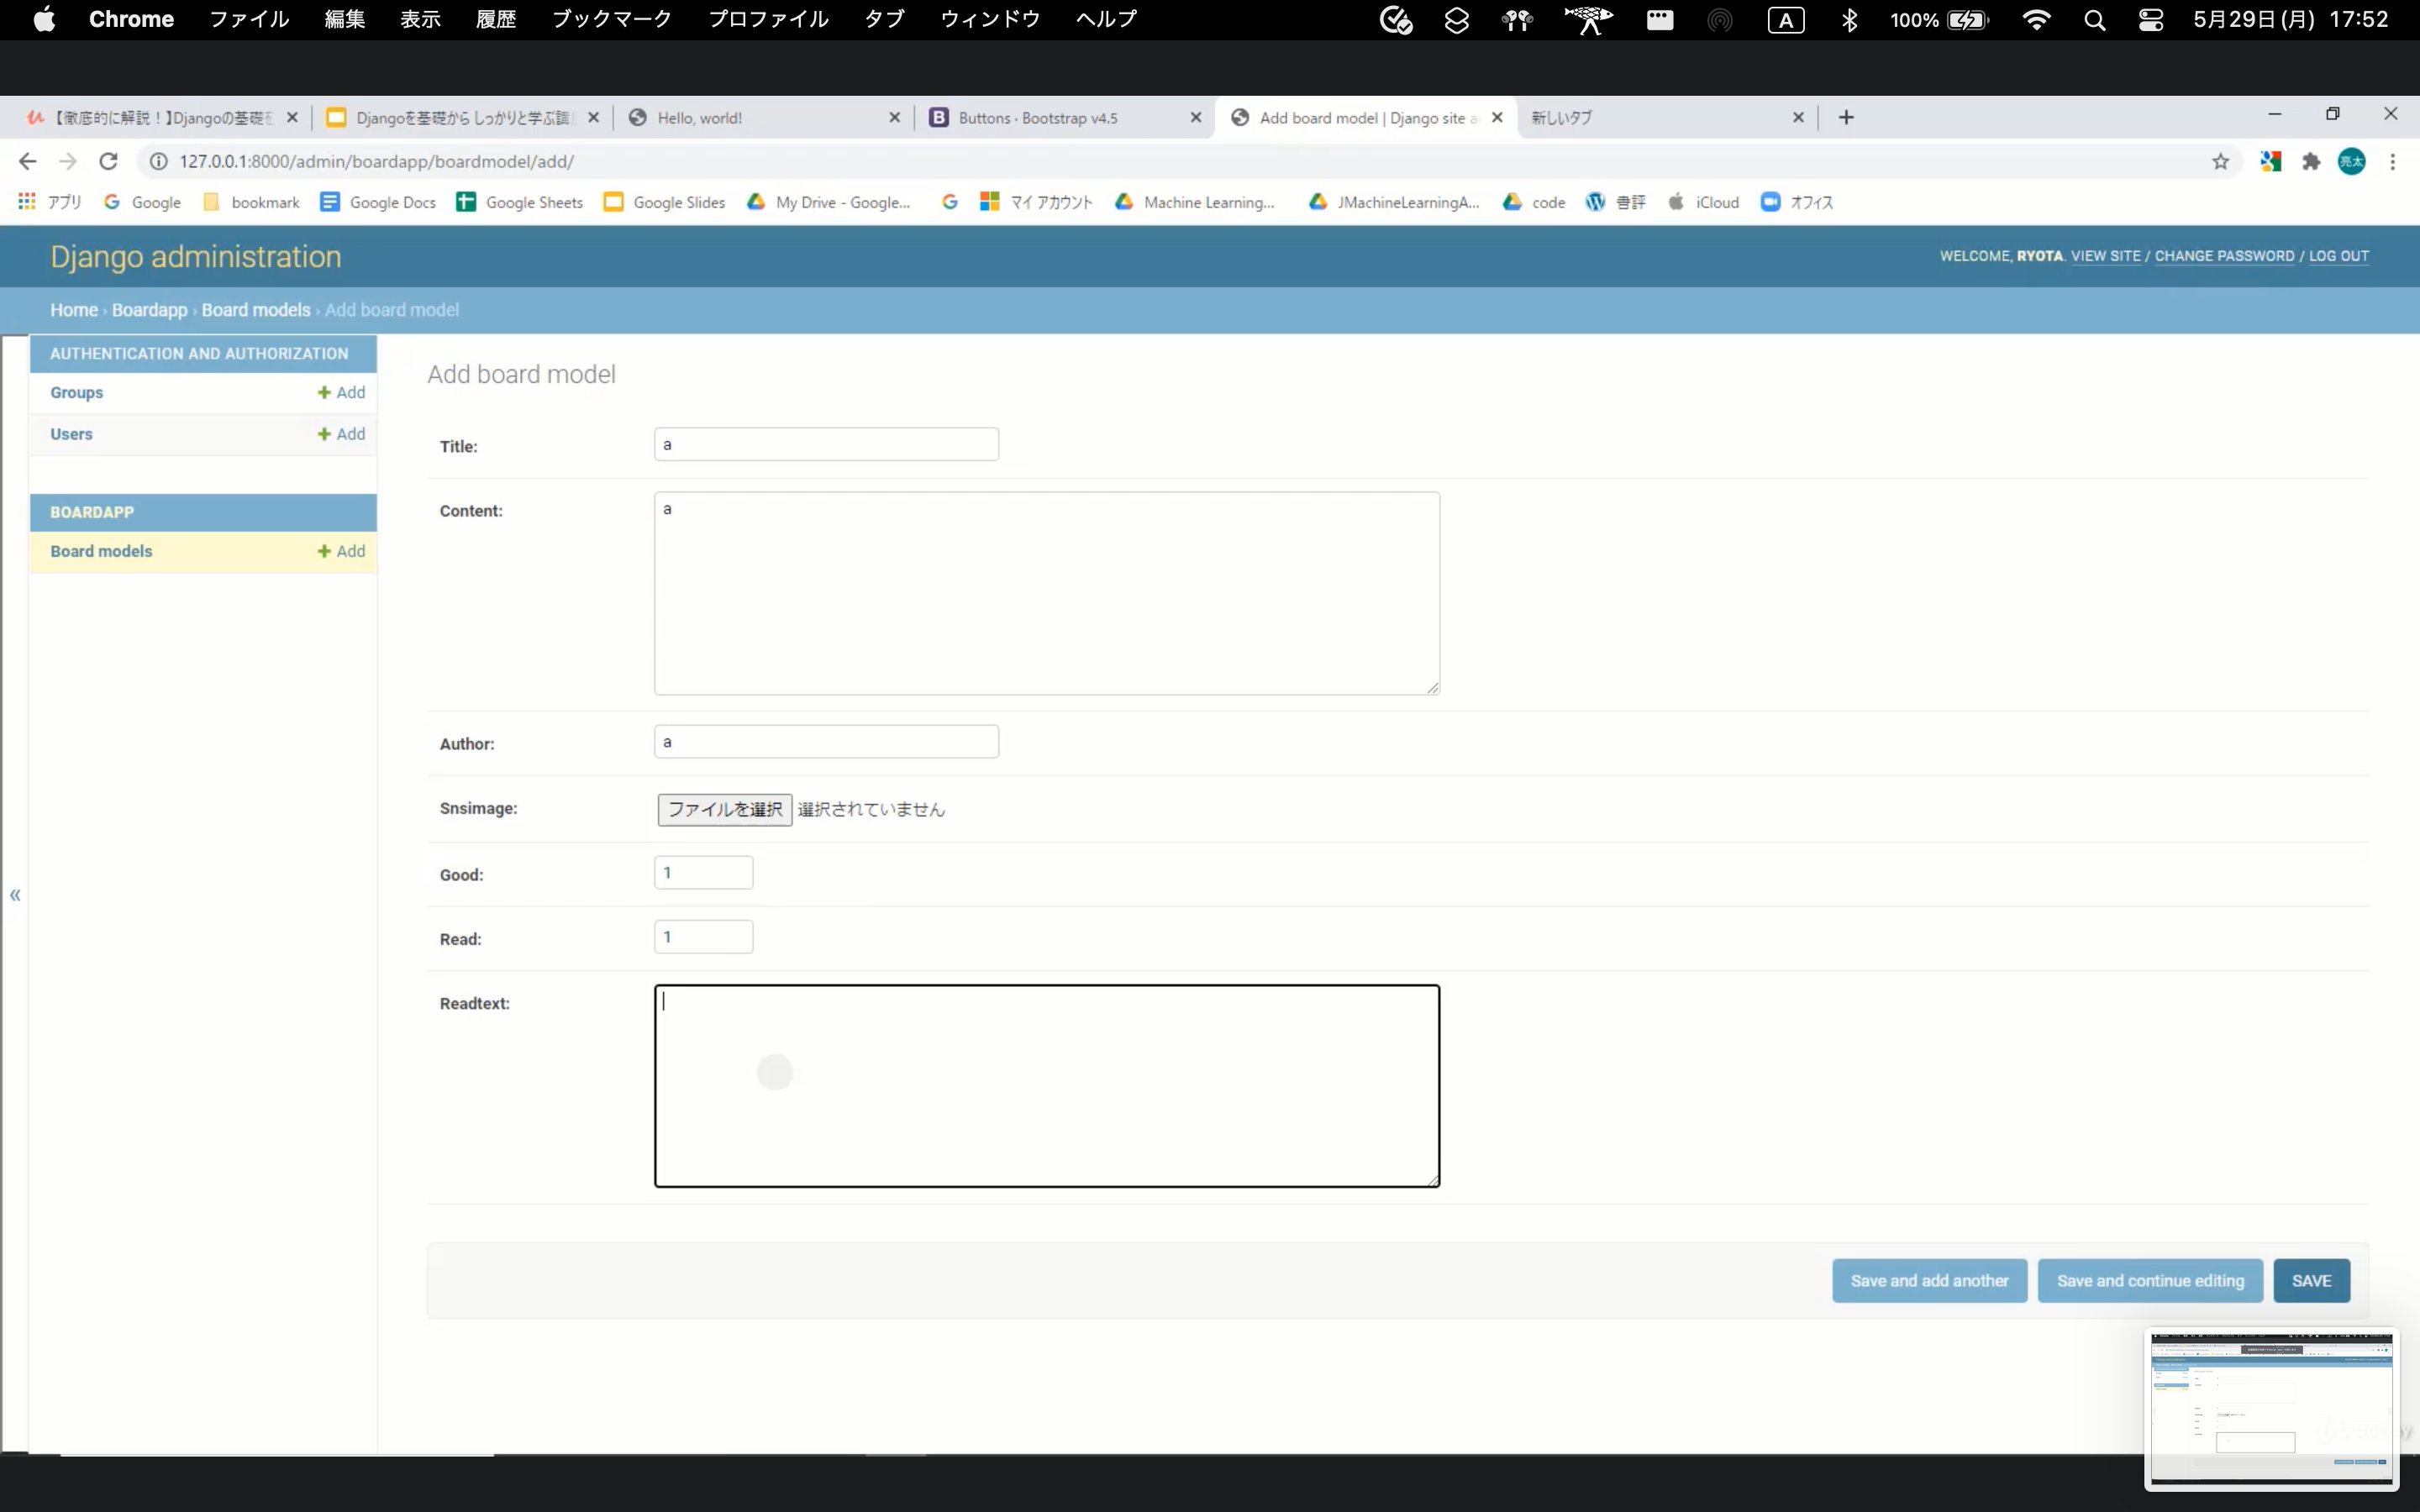 Chrome ファイル 編集 表示 履歴 ブックマーク プロファイル タブ ウィンドウ ヘルプ A 100% 5月29日(月) 17:52
【徹底的に解説！】Djangoの基礎を Djangoを基礎からしっかりと学ぶ講 Hello, world! Buttons · Bootstrap v4.5 Add board model | Django site a 新しいタブ
127.0.0.1:8000/admin/boardapp/boardmodel/add/ 亮太
アプリ Google bookmark Google Docs Google Sheets Google Slides My Drive - Google... マイ アカウント Machine Learning... JMachineLearningA... code 書評 iCloud オフィス
Django administration WELCOME, RYOTA. VIEW SITE / CHANGE PASSWORD / LOG OUT
Home › Boardapp › Board models › Add board model
AUTHENTICATION AND AUTHORIZATION
Groups + Add
Users + Add
BOARDAPP
Board models + Add
«
Add board model
Title: a
Content: a
Author: a
Snsimage: ファイルを選択 選択されていません
Good: 1
Read: 1
Readtext:
Save and add another Save and continue editing SAVE